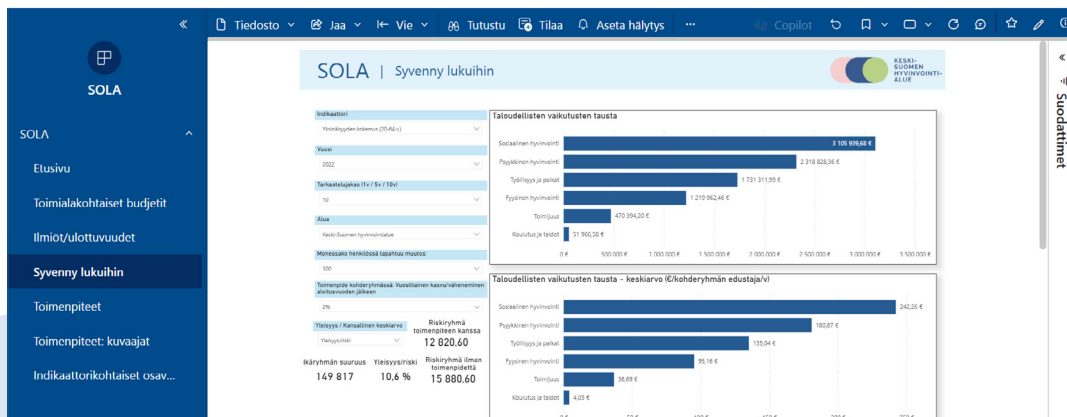 Tiedosto Jaa Vie Tutustu Tilaa Aseta hälytys ... Copilot
SOLA
SOLA
Etusivu
Toimialakohtaiset budjetit
Ilmiöt/ulottuvuudet
Syvenny lukuihin
Toimenpiteet
Toimenpiteet: kuvaajat
Indikaattorikohtaiset osav...
SOLA | Syvenny lukuihin
KESKI-
SUOMEN
HYVINVOINTI-
ALUE
Suodattimet
Indikaattori
Yksinäisyyden kokemus (20-64 v)
Vuosi
2022
Tarkastelujakso (1v / 5v / 10v)
10
Alue
Keski-Suomen hyvinvointialue
Monessako henkilössä tapahtuu muutos:
300
Toimenpide kohderyhmässä: Vuosittainen kasvu/väheneminen
aloitusvuoden jälkeen
2%
Yleisyys / Kansallinen keskiarvo
Yleisyys/riski
Riskiryhmä
toimenpiteen kanssa
12 820,60
Ikäryhmän suuruus
149 817
Yleisyys/riski
10,6 %
Riskiryhmä ilman
toimenpidettä
15 880,60
Taloudellisten vaikutusten tausta
Sosiaalinen hyvinvointi 3 105 939,68 €
Psyykkinen hyvinvointi 2 318 828,36 €
Työllisyys ja palkat 1 731 311,99 €
Fyysinen hyvinvointi 1 219 962,46 €
Toimijuus 470 394,20 €
Koulutus ja taidot 51 966,58 €
0 € 500 000 € 1 000 000 € 1 500 000 € 2 000 000 € 2 500 000 € 3 000 000 € 3 500 000 €
Taloudellisten vaikutusten tausta - keskiarvo (€/kohderyhmän edustaja/v)
Sosiaalinen hyvinvointi 242,26 €
Psyykkinen hyvinvointi 180,87 €
Työllisyys ja palkat 135,04 €
Fyysinen hyvinvointi 95,16 €
Toimijuus 36,69 €
Koulutus ja taidot 4,05 €